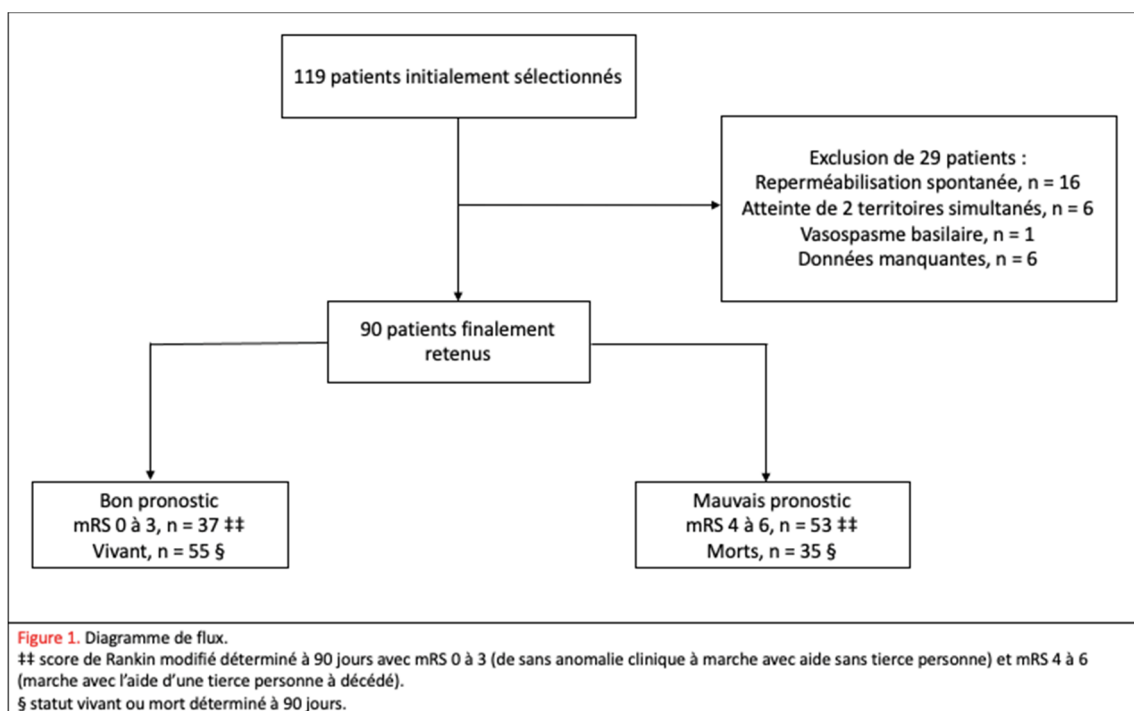 119 patients initialement sélectionnés
Exclusion de 29 patients :
Reperméabilisation spontanée, n = 16
Atteinte de 2 territoires simultanés, n = 6
Vasospasme basilaire, n = 1
Données manquantes, n = 6
90 patients finalement
retenus
Bon pronostic
mRS 0 à 3, n = 37 ‡‡
Vivant, n = 55 §
Mauvais pronostic
mRS 4 à 6, n = 53 ‡‡
Morts, n = 35 §
Figure 1. Diagramme de flux.
‡‡ score de Rankin modifié déterminé à 90 jours avec mRS 0 à 3 (de sans anomalie clinique à marche avec aide sans tierce personne) et mRS 4 à 6
(marche avec l'aide d'une tierce personne à décédé).
§ statut vivant ou mort déterminé à 90 jours.